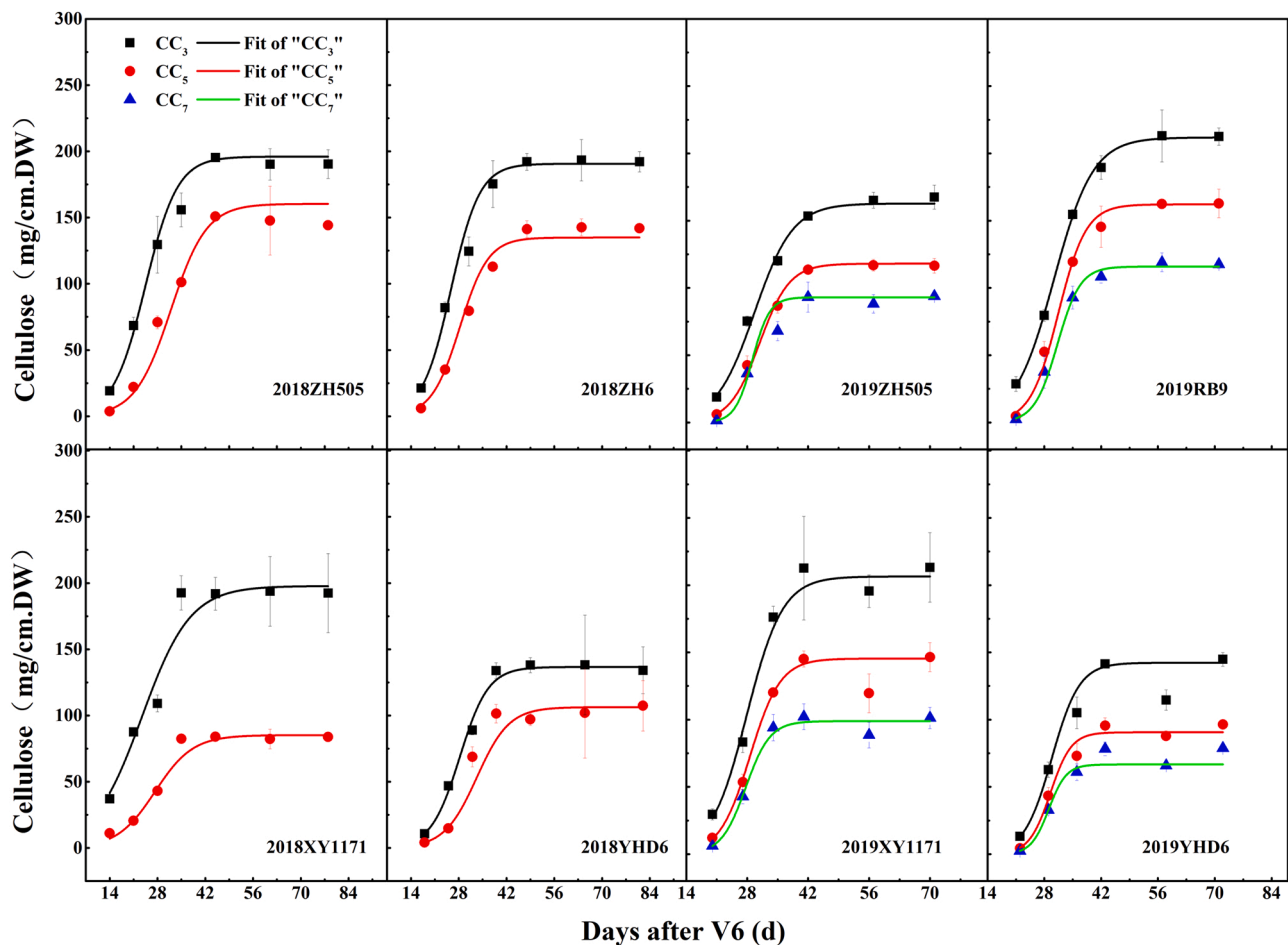 300
250
200
150
100
50
0
Cellulose（mg/cm.DW）
CC₃ Fit of "CC₃"
CC₅ Fit of "CC₅"
CC₇ Fit of "CC₇"
2018ZH505
2018ZH6
2019ZH505
2019RB9
300
250
200
150
100
50
0
Cellulose（mg/cm.DW）
2018XY1171
2018YHD6
2019XY1171
2019YHD6
14 28 42 56 70 84 14 28 42 56 70 84 14 28 42 56 70 14 28 42 56 70 84
Days after V6 (d)